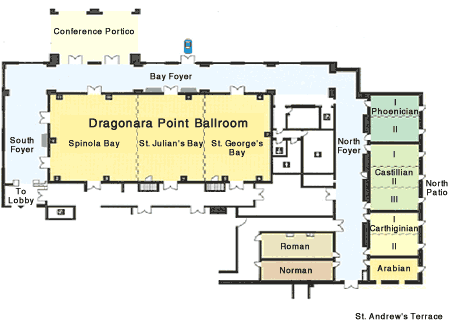 Conference Portico
Bay Foyer
Dragonara Point Ballroom
Spinola Bay
St. Julian's Bay
St. George's
Bay
South
Foyer
To
Lobby
North
Foyer
I
Phoenician
II
I
Castillian
II
III
North
Patio
I
Carthiginian
II
Arabian
Roman
Norman
St. Andrew's Terrace